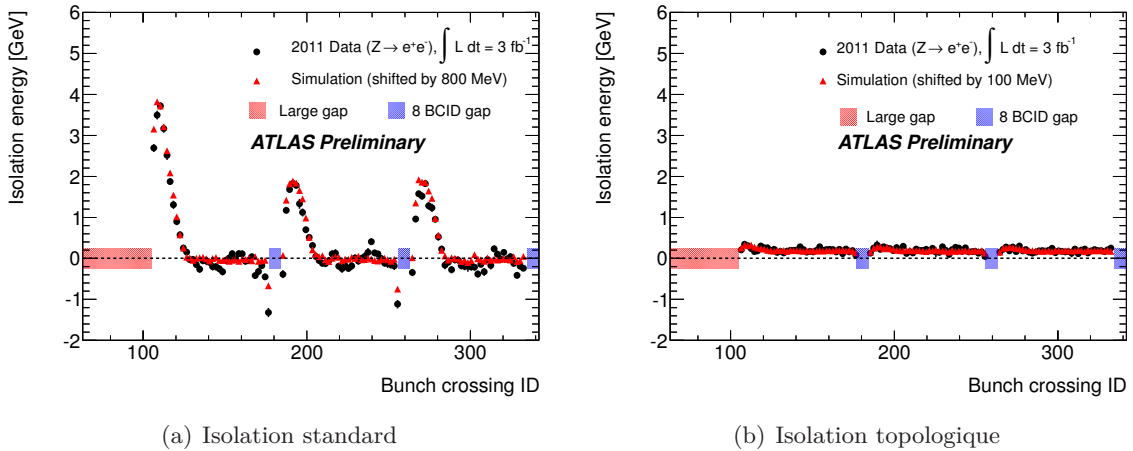 Isolation energy [GeV]
6
5
4
3
2
1
0
-1
-2
2011 Data (Z → e⁺e⁻), ∫ L dt = 3 fb⁻¹
Simulation (shifted by 800 MeV)
Large gap
8 BCID gap
ATLAS Preliminary
100
200
300
Bunch crossing ID
(a) Isolation standard
Isolation energy [GeV]
6
5
4
3
2
1
0
-1
-2
2011 Data (Z → e⁺e⁻), ∫ L dt = 3 fb⁻¹
Simulation (shifted by 100 MeV)
Large gap
8 BCID gap
ATLAS Preliminary
100
200
300
Bunch crossing ID
(b) Isolation topologique